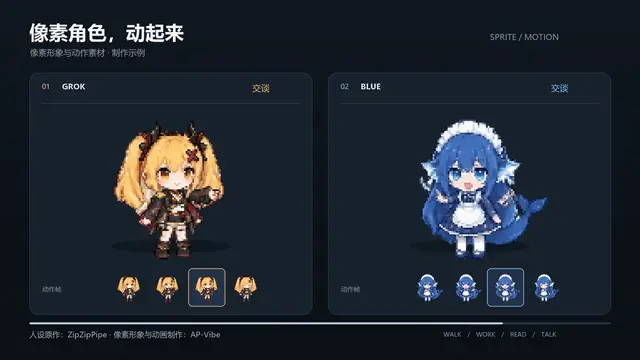 像素角色，动起来
像素形象与动作素材 · 制作示例
SPRITE / MOTION
01 GROK 交谈
02 BLUE 交谈
动作帧
动作帧
人设原作：ZipZipPipe · 像素形象与动画制作：AP-Vibe
WALK / WORK / READ / TALK